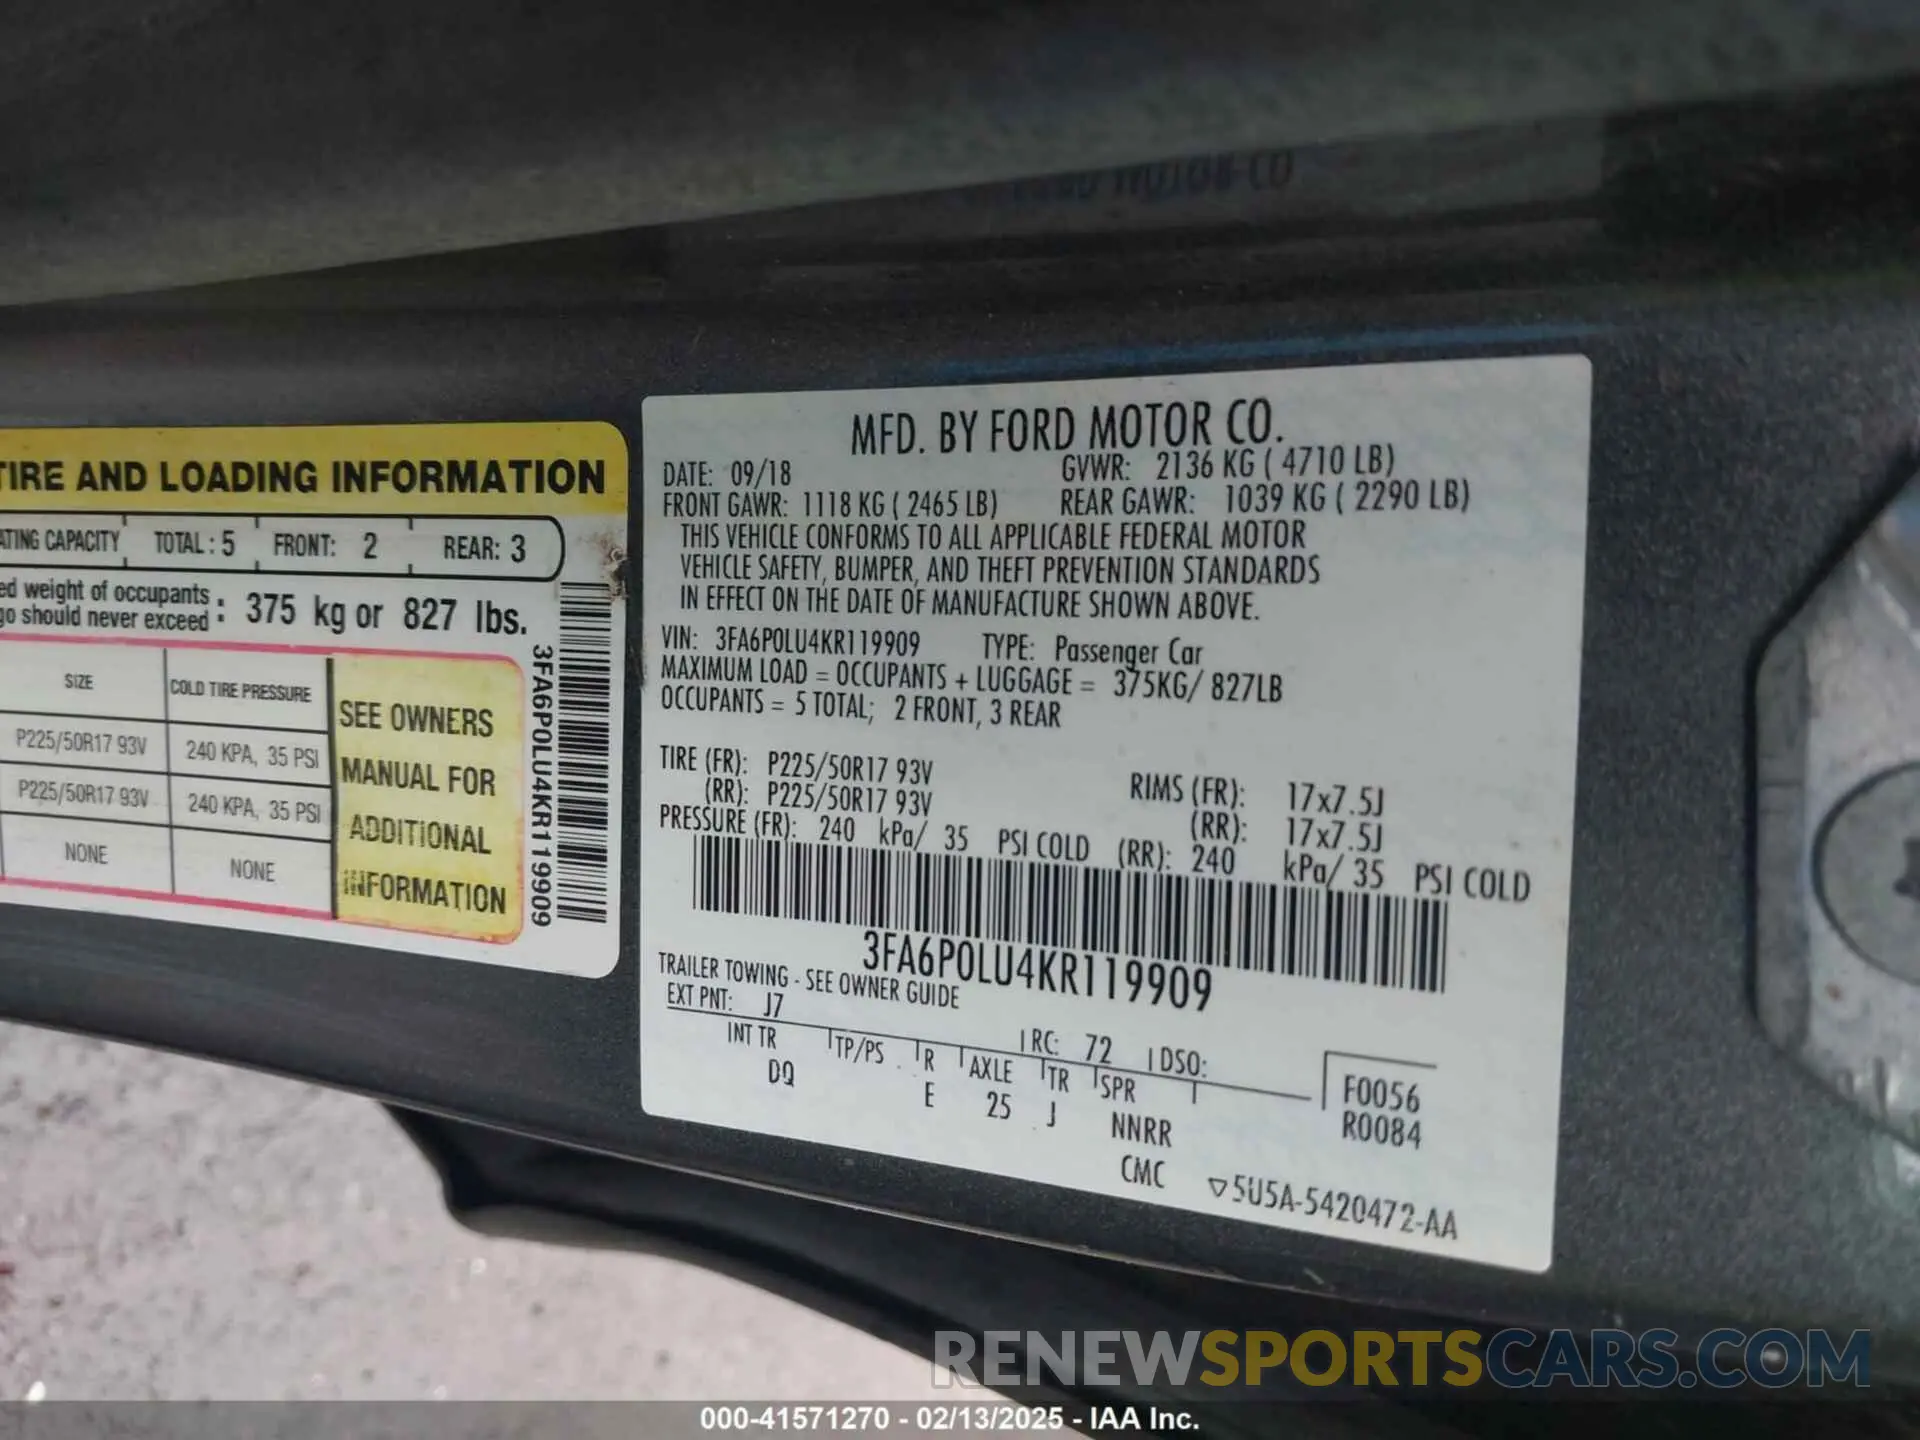 TIRE AND LOADING INFORMATION
ATING CAPACITY TOTAL: 5 FRONT: 2 REAR: 3
ed weight of occupants
go should never exceed : 375 kg or 827 lbs.
SIZE COLD TIRE PRESSURE
P225/50R17 93V 240 KPA, 35 PSI
P225/50R17 93V 240 KPA, 35 PSI
NONE NONE
SEE OWNERS
MANUAL FOR
ADDITIONAL
INFORMATION
3FA6P0LU4KR119909
MFD. BY FORD MOTOR CO.
DATE: 09/18 GVWR: 2136 KG ( 4710 LB)
FRONT GAWR: 1118 KG ( 2465 LB) REAR GAWR: 1039 KG ( 2290 LB)
THIS VEHICLE CONFORMS TO ALL APPLICABLE FEDERAL MOTOR
VEHICLE SAFETY, BUMPER, AND THEFT PREVENTION STANDARDS
IN EFFECT ON THE DATE OF MANUFACTURE SHOWN ABOVE.
VIN: 3FA6P0LU4KR119909 TYPE: Passenger Car
MAXIMUM LOAD = OCCUPANTS + LUGGAGE = 375KG/ 827LB
OCCUPANTS = 5 TOTAL; 2 FRONT, 3 REAR
TIRE (FR): P225/50R17 93V RIMS (FR): 17x7.5J
(RR): P225/50R17 93V (RR): 17x7.5J
PRESSURE (FR): 240 kPa/ 35 PSI COLD (RR): 240 kPa/ 35 PSI COLD
3FA6P0LU4KR119909
TRAILER TOWING - SEE OWNER GUIDE
EXT PNT: J7 RC: 72 DSO:
INT TR TP/PS R AXLE TR SPR
DQ E 25 J NNRR
CMC
F0056
R0084
5U5A-5420472-AA
RENEWSPORTSCARS.COM
000-41571270 - 02/13/2025 - IAA Inc.